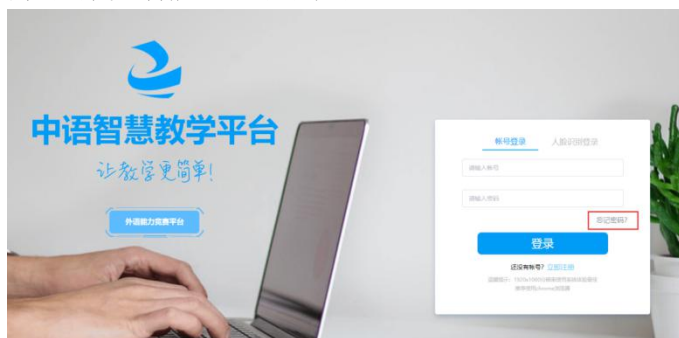 中语智慧教学平台
让教学更简单!
外语能力竞赛平台
帐号登录
人脸识别登录
请输入帐号
请输入密码
忘记密码?
登录
还没有帐号? 立即注册